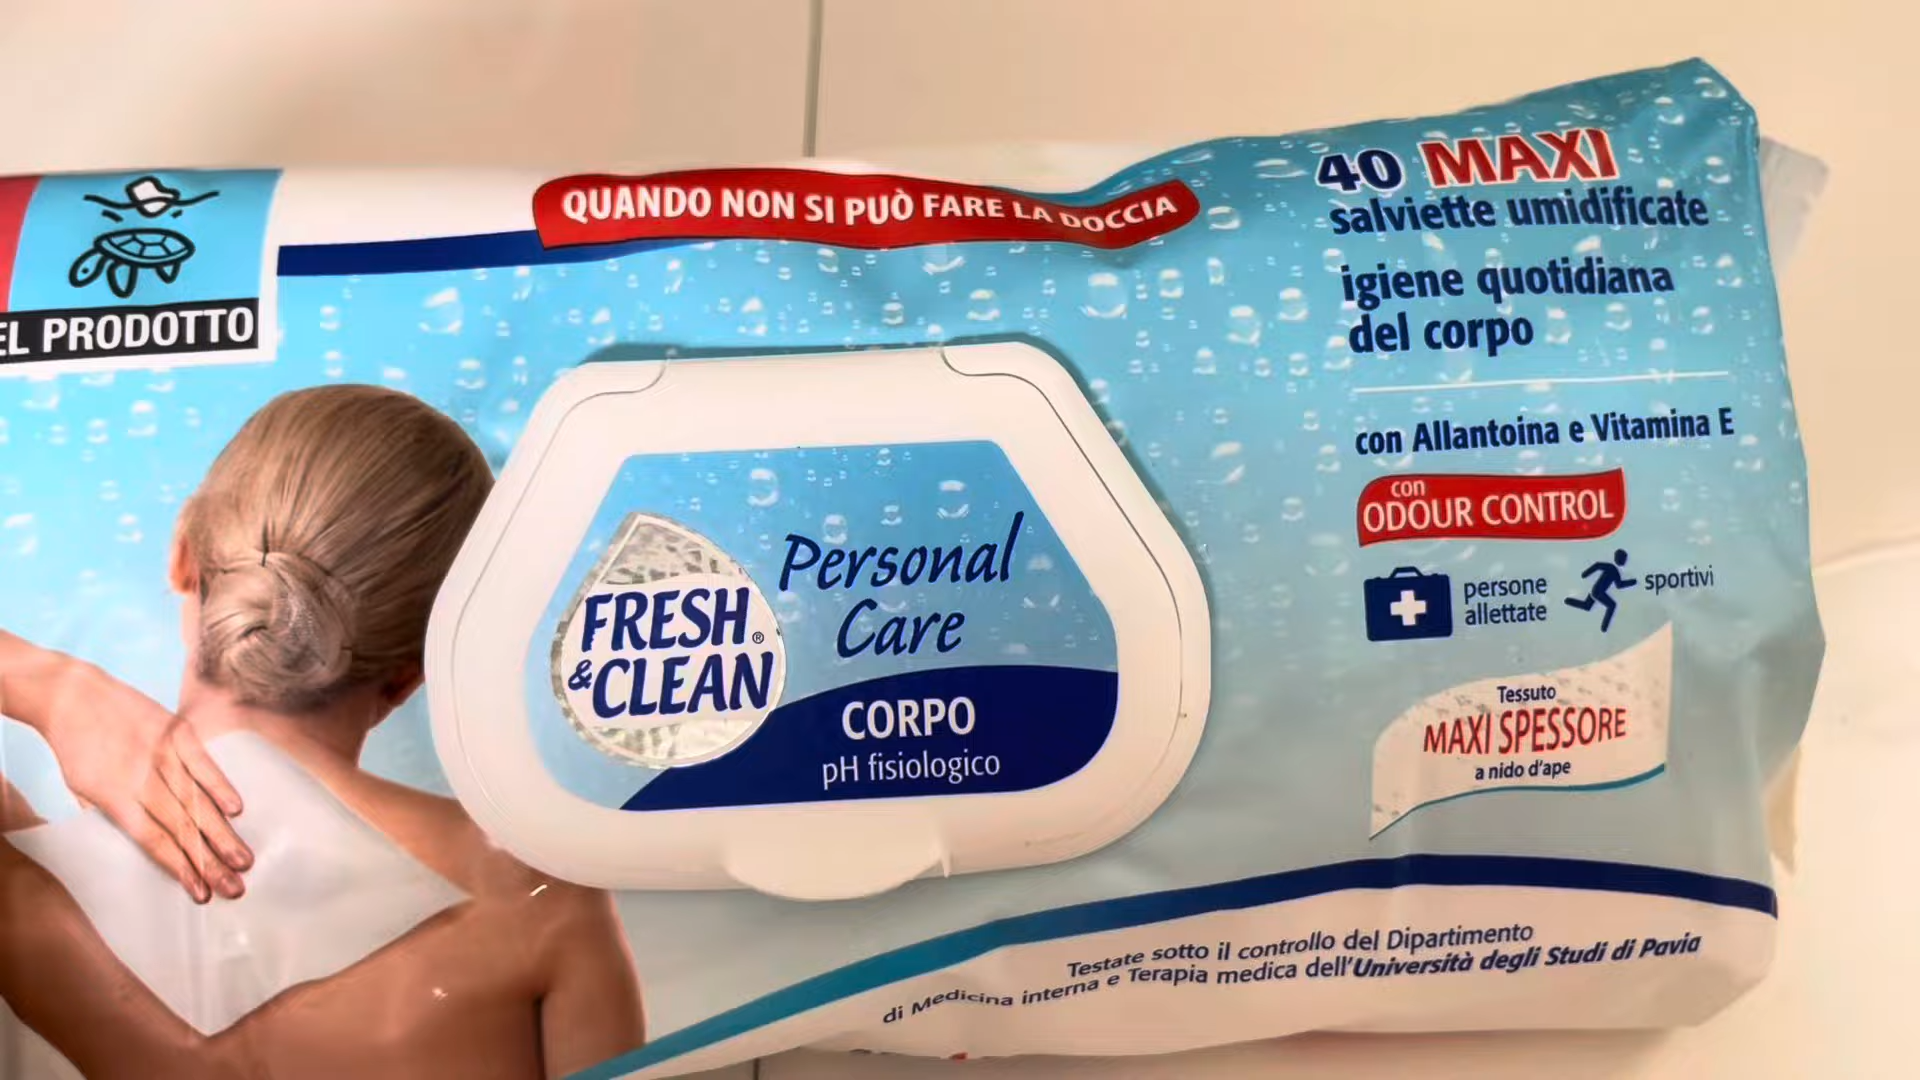 EL PRODOTTO
QUANDO NON SI PUÒ FARE LA DOCCIA
40 MAXI
salviette umidificate
igiene quotidiana
del corpo
con Allantoina e Vitamina E
con
ODOUR CONTROL
persone
allettate
sportivi
Tessuto
MAXI SPESSORE
a nido d'ape
FRESH®
&CLEAN
Personal
Care
CORPO
pH fisiologico
Testate sotto il controllo del Dipartimento
di Medicina interna e Terapia medica dell'Università degli Studi di Pavia